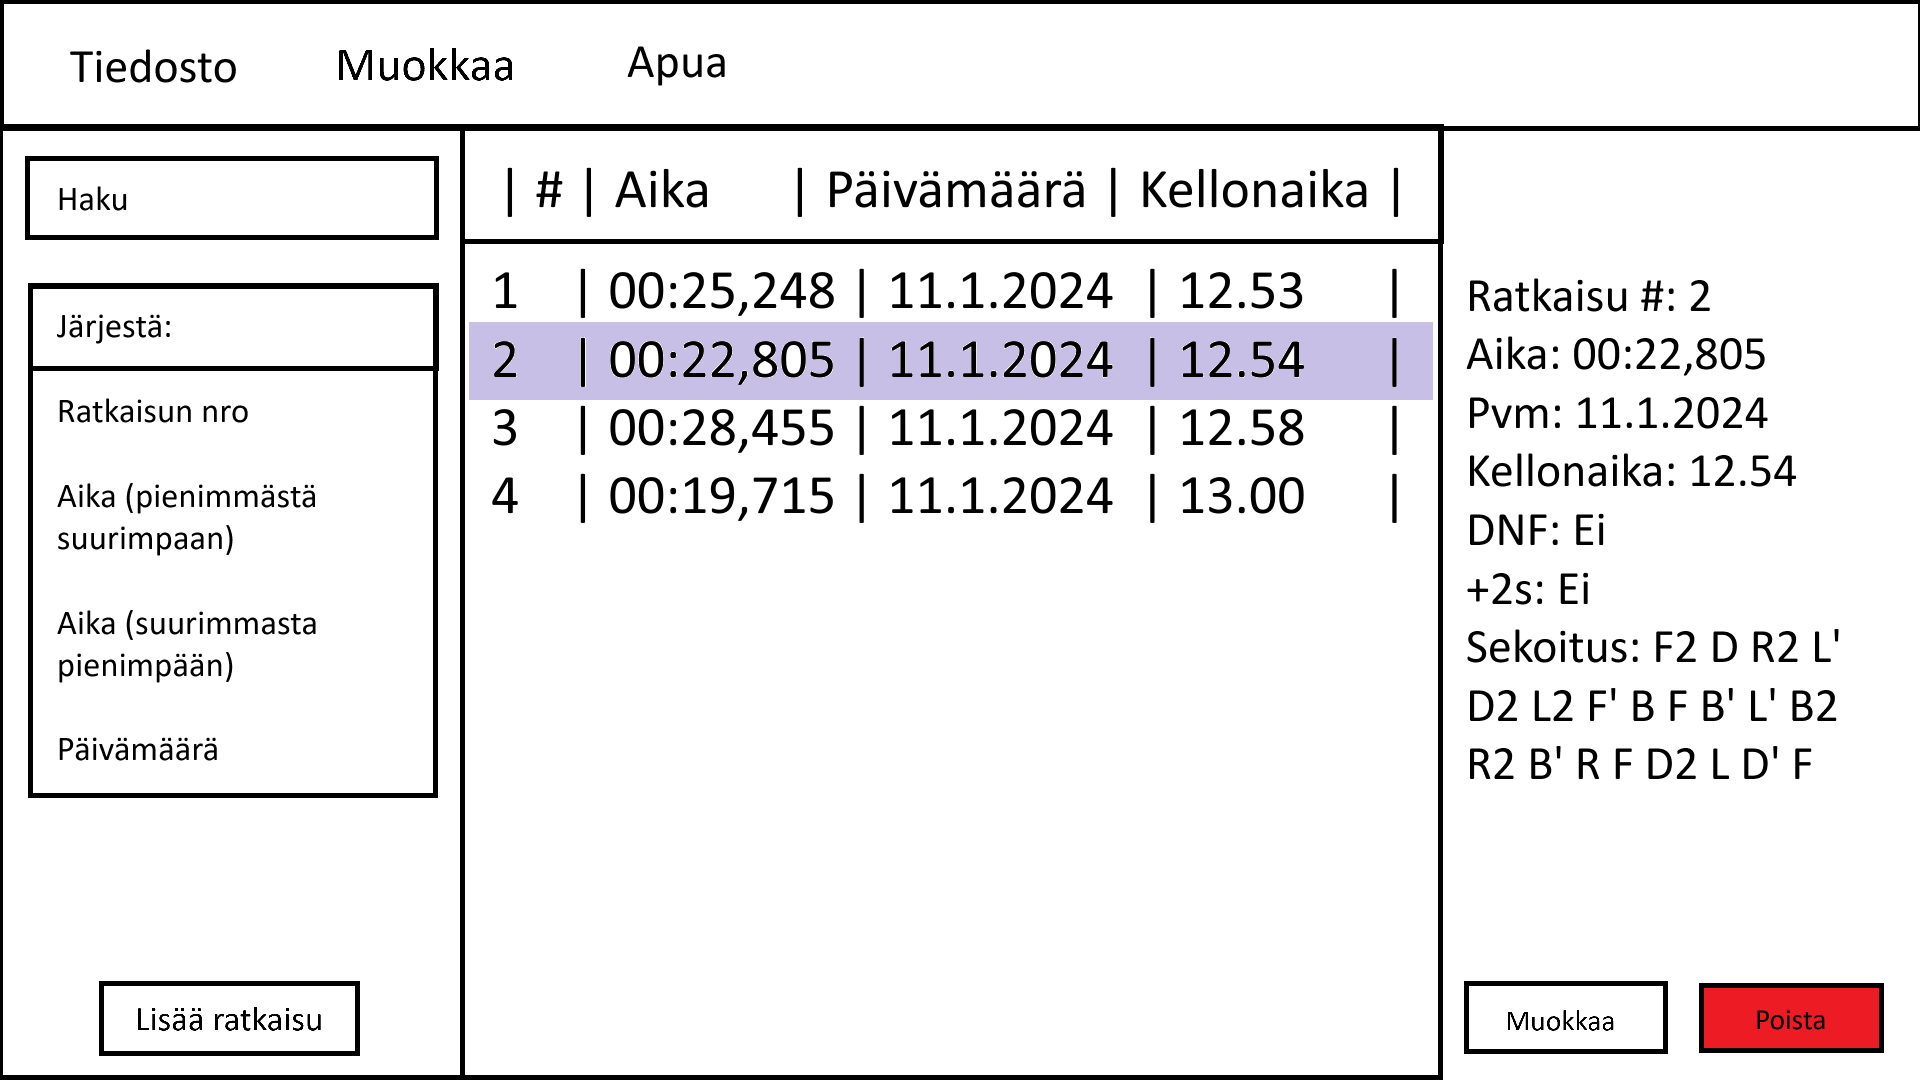 Tiedosto Muokkaa Apua
Haku
Järjestä:
Ratkaisun nro
Aika (pienimmästä
suurimpaan)
Aika (suurimmasta
pienimpään)
Päivämäärä
Lisää ratkaisu
| # | Aika | Päivämäärä | Kellonaika |
1 | 00:25,248 | 11.1.2024 | 12.53 |
2 | 00:22,805 | 11.1.2024 | 12.54 |
3 | 00:28,455 | 11.1.2024 | 12.58 |
4 | 00:19,715 | 11.1.2024 | 13.00 |
Ratkaisu #: 2
Aika: 00:22,805
Pvm: 11.1.2024
Kellonaika: 12.54
DNF: Ei
+2s: Ei
Sekoitus: F2 D R2 L'
D2 L2 F' B F B' L' B2
R2 B' R F D2 L D' F
Muokkaa Poista